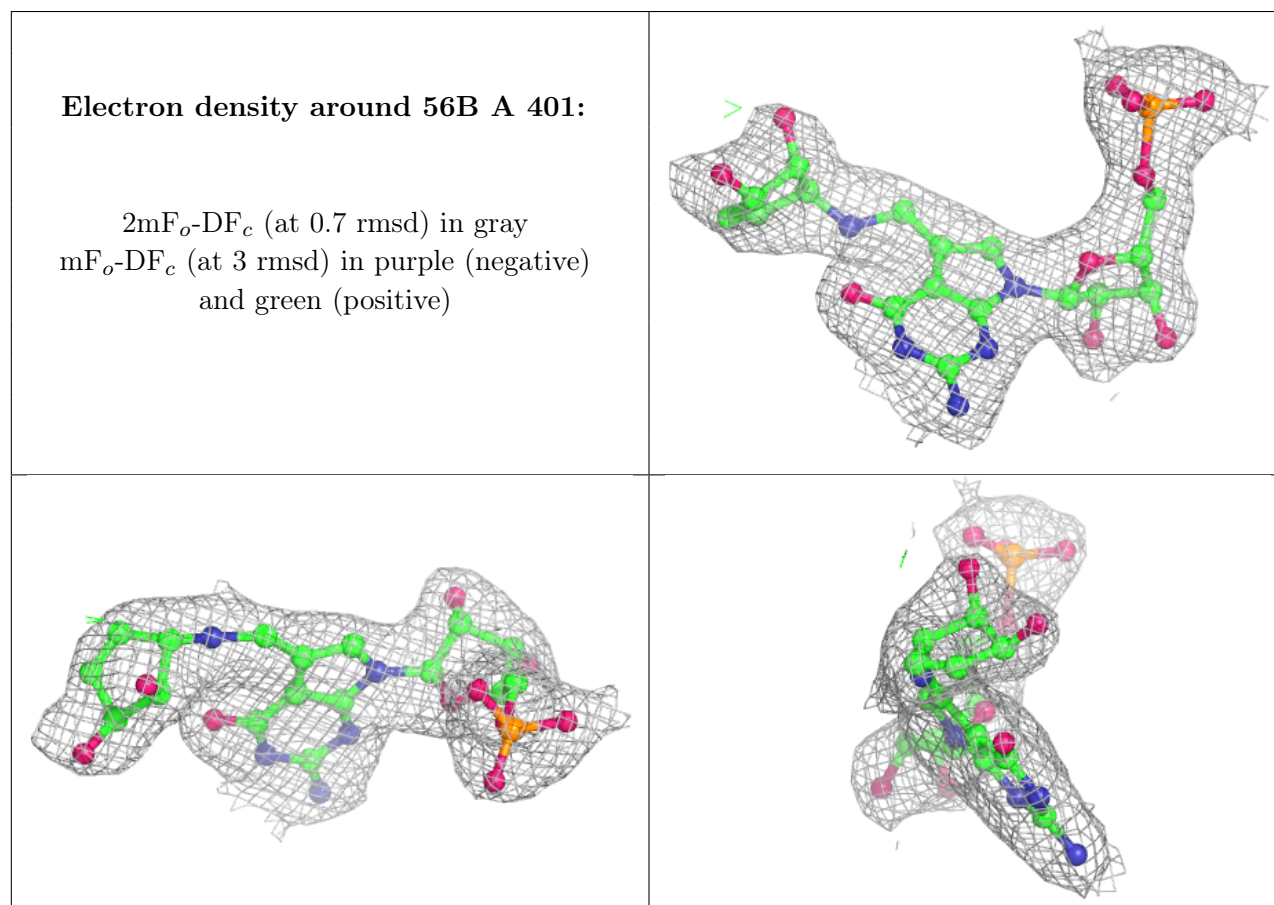 Electron density around 56B A 401:
2mFo-DFc (at 0.7 rmsd) in gray
mFo-DFc (at 3 rmsd) in purple (negative)
and green (positive)